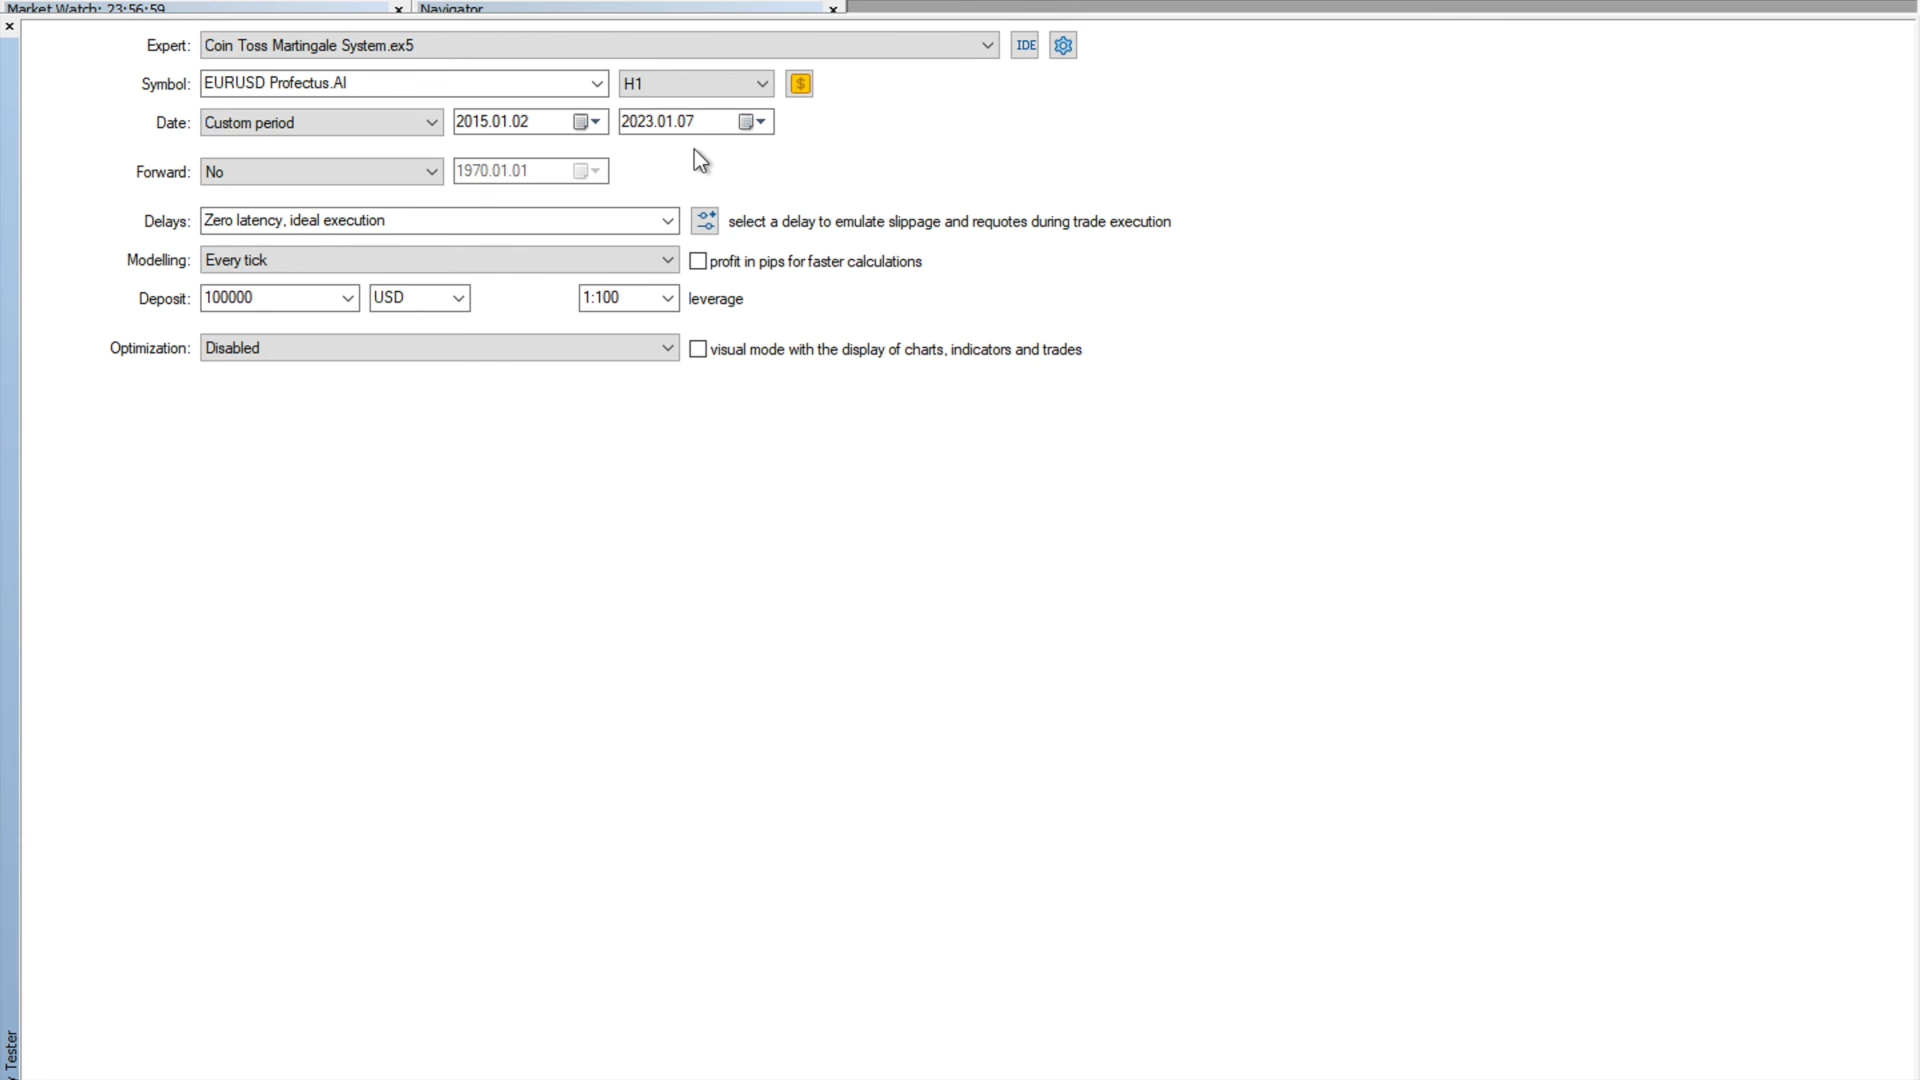 Market Watch: 23:56:59 Navigator
Expert: Coin Toss Martingale System.ex5 IDE
Symbol: EURUSD Profectus.AI H1 $
Date: Custom period 2015.01.02 2023.01.07
Forward: No 1970.01.01
Delays: Zero latency, ideal execution select a delay to emulate slippage and requotes during trade execution
Modelling: Every tick profit in pips for faster calculations
Deposit: 100000 USD 1:100 leverage
Optimization: Disabled visual mode with the display of charts, indicators and trades
Tester